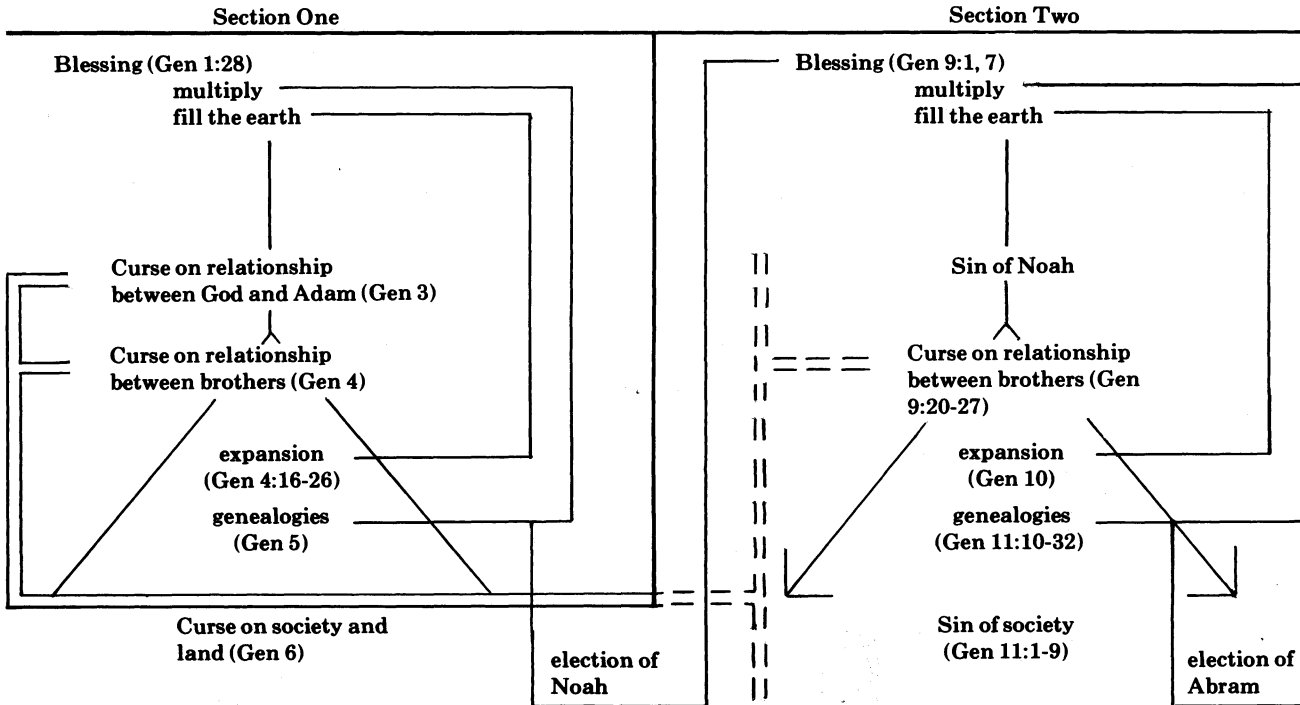 Section One
Blessing (Gen 1:28)
multiply
fill the earth
Curse on relationship
between God and Adam (Gen 3)
Curse on relationship
between brothers (Gen 4)
expansion
(Gen 4:16-26)
genealogies
(Gen 5)
Curse on society and
land (Gen 6)
election of
Noah
Section Two
Blessing (Gen 9:1, 7)
multiply
fill the earth
Sin of Noah
Curse on relationship
between brothers (Gen
9:20-27)
expansion
(Gen 10)
genealogies
(Gen 11:10-32)
Sin of society
(Gen 11:1-9)
election of
Abram